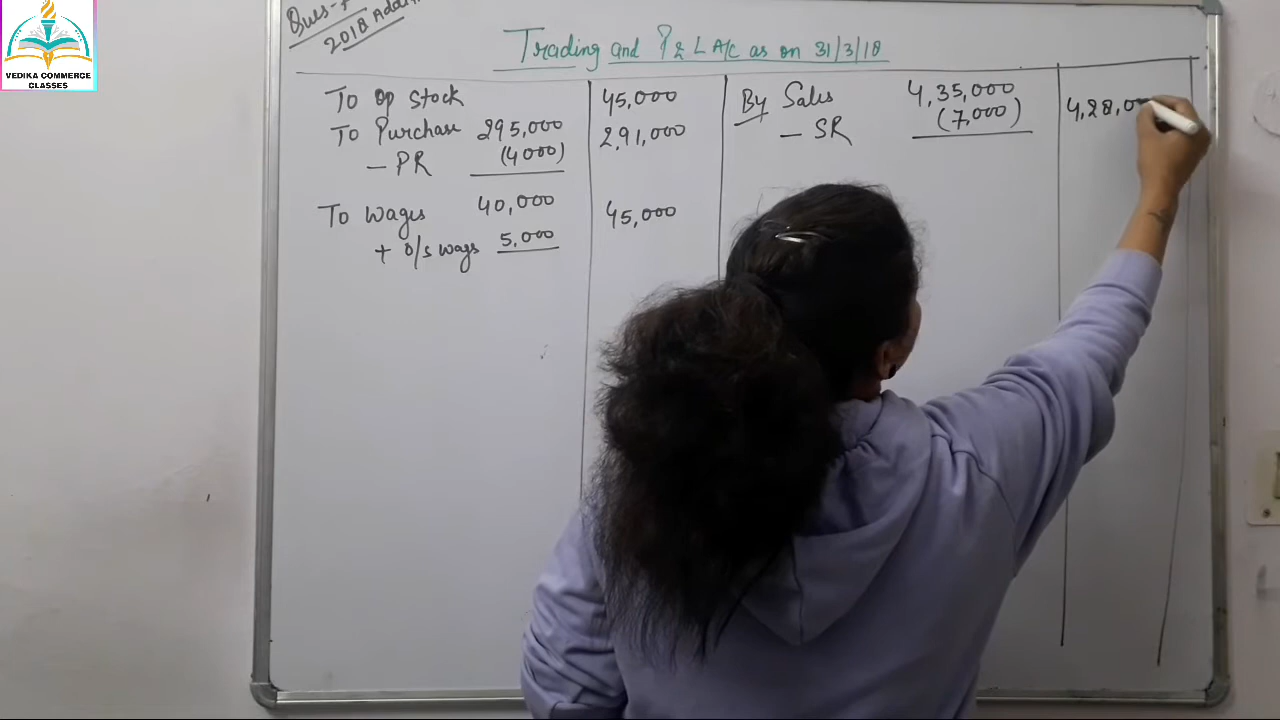 VEDIKA COMMERCE
CLASSES
Ques-
2018
Trading and P & L A/C as on 31/3/18
To op stock 45,000
To Purchase 295,000 2,91,000
- PR (4000)
To wages 40,000 45,000
+ o/s wags 5,000
By Sales 4,35,000 4,28,0
- SR (7,000)